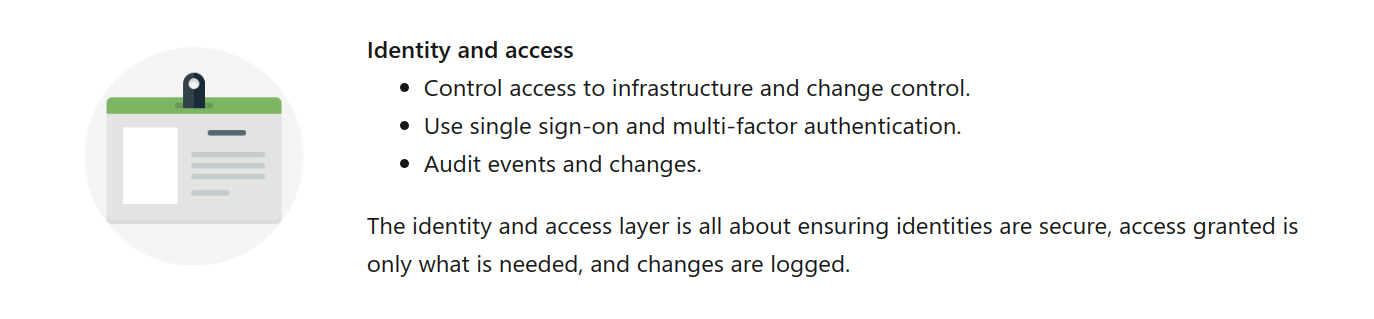 Identity and access
• Control access to infrastructure and change control.
• Use single sign-on and multi-factor authentication.
• Audit events and changes.
The identity and access layer is all about ensuring identities are secure, access granted is
only what is needed, and changes are logged.